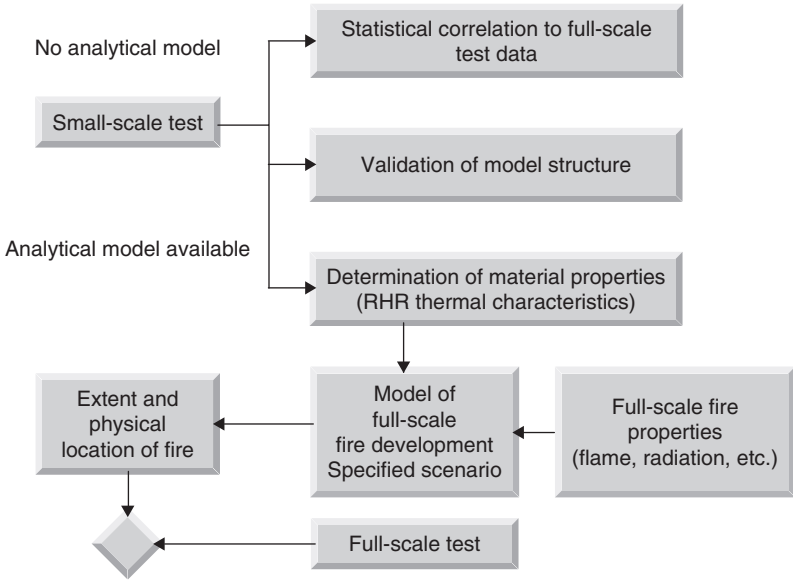 No analytical model
Statistical correlation to full-scale
test data
Small-scale test
Validation of model structure
Analytical model available
Determination of material properties
(RHR thermal characteristics)
Extent and
physical
location of fire
Model of
full-scale
fire development
Specified scenario
Full-scale fire
properties
(flame, radiation, etc.)
Full-scale test